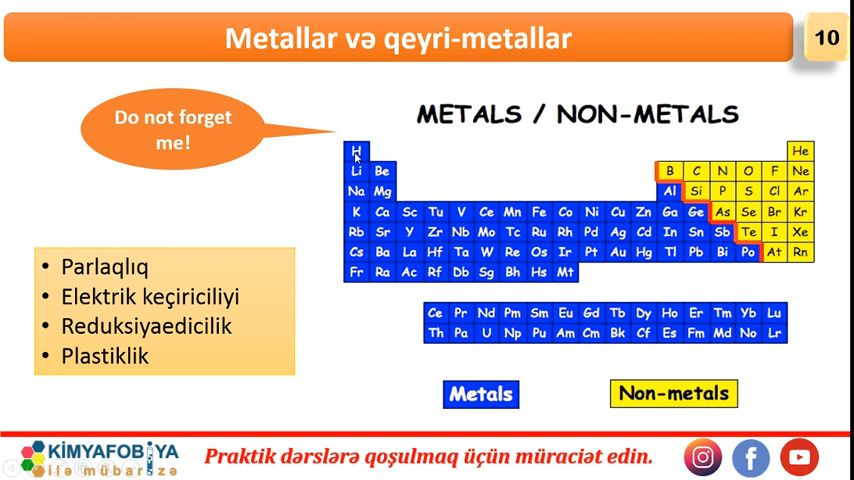 Metallar və qeyri-metallar
10
Do not forget
me!
METALS / NON-METALS
H He
Li Be B C N O F Ne
Na Mg Al Si P S Cl Ar
K Ca Sc Tu V Ce Mn Fe Co Ni Cu Zn Ga Ge As Se Br Kr
Rb Sr Y Zr Nb Mo Tc Ru Rh Pd Ag Cd In Sn Sb Te I Xe
Cs Ba La Hf Ta W Re Os Ir Pt Au Hg Tl Pb Bi Po At Rn
Fr Ra Ac Rf Db Sg Bh Hs Mt
Ce Pr Nd Pm Sm Eu Gd Tb Dy Ho Er Tm Yb Lu
Th Pa U Np Pu Am Cm Bk Cf Es Fm Md No Lr
Metals
Non-metals
• Parlaqlıq
• Elektrik keçiriciliyi
• Reduksiyaedicilik
• Plastiklik
KİMYAFOBİYA
ilə mübarizə
Praktik dərslərə qoşulmaq üçün müraciət edin.